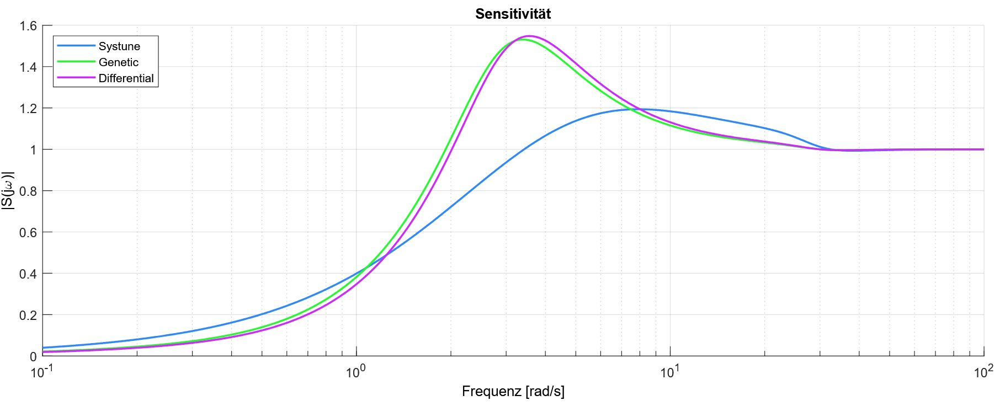 Sensitivität
1.6
1.4
1.2
1
0.8
0.6
0.4
0.2
0
|S(jω)|
Systune
Genetic
Differential
10^-1
10^0
10^1
10^2
Frequenz [rad/s]